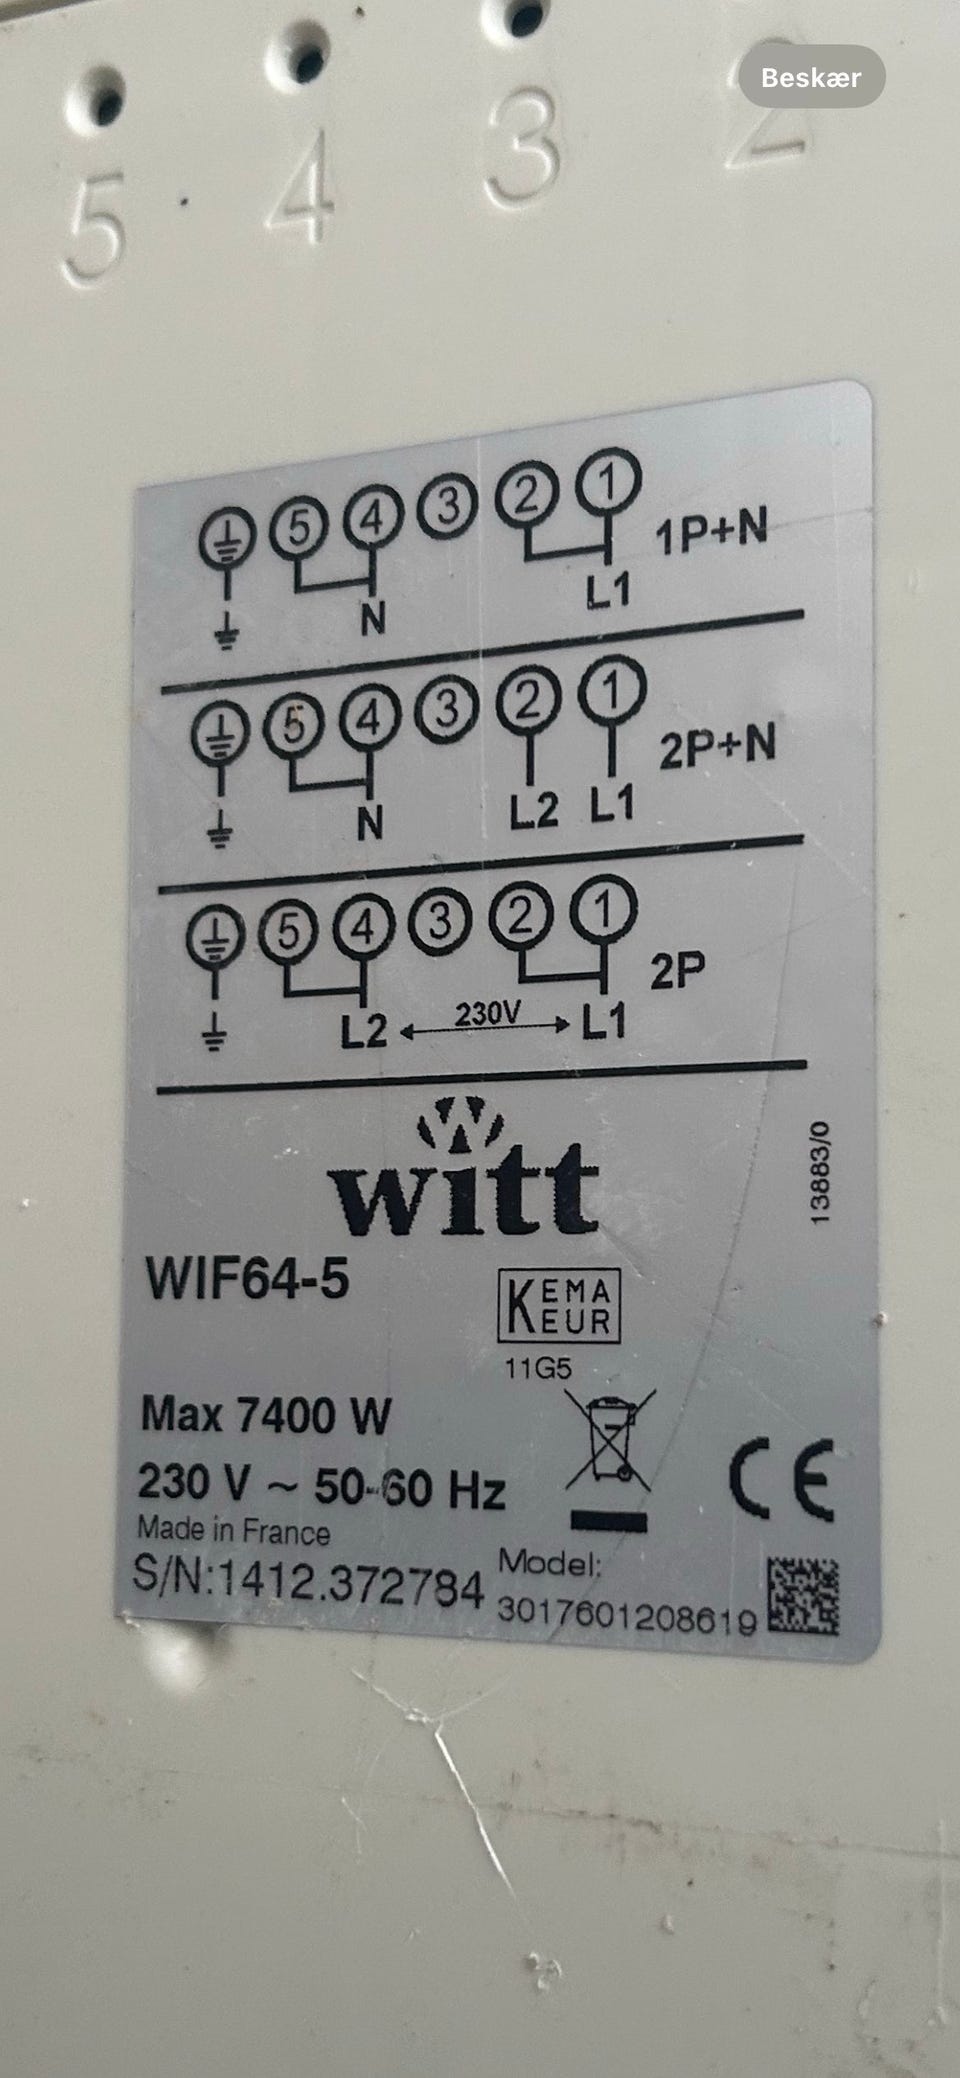 Beskær
5 4 3 2
5 4 3 2 1 1P+N
N L1
5 4 3 2 1 2P+N
N L2 L1
5 4 3 2 1 2P
L2 230V L1
witt
13883/0
WIF64-5
KEMA
KEUR
11G5
Max 7400 W
230 V ~ 50-60 Hz
CE
Made in France
S/N:1412.372784
Model:
3017601208619